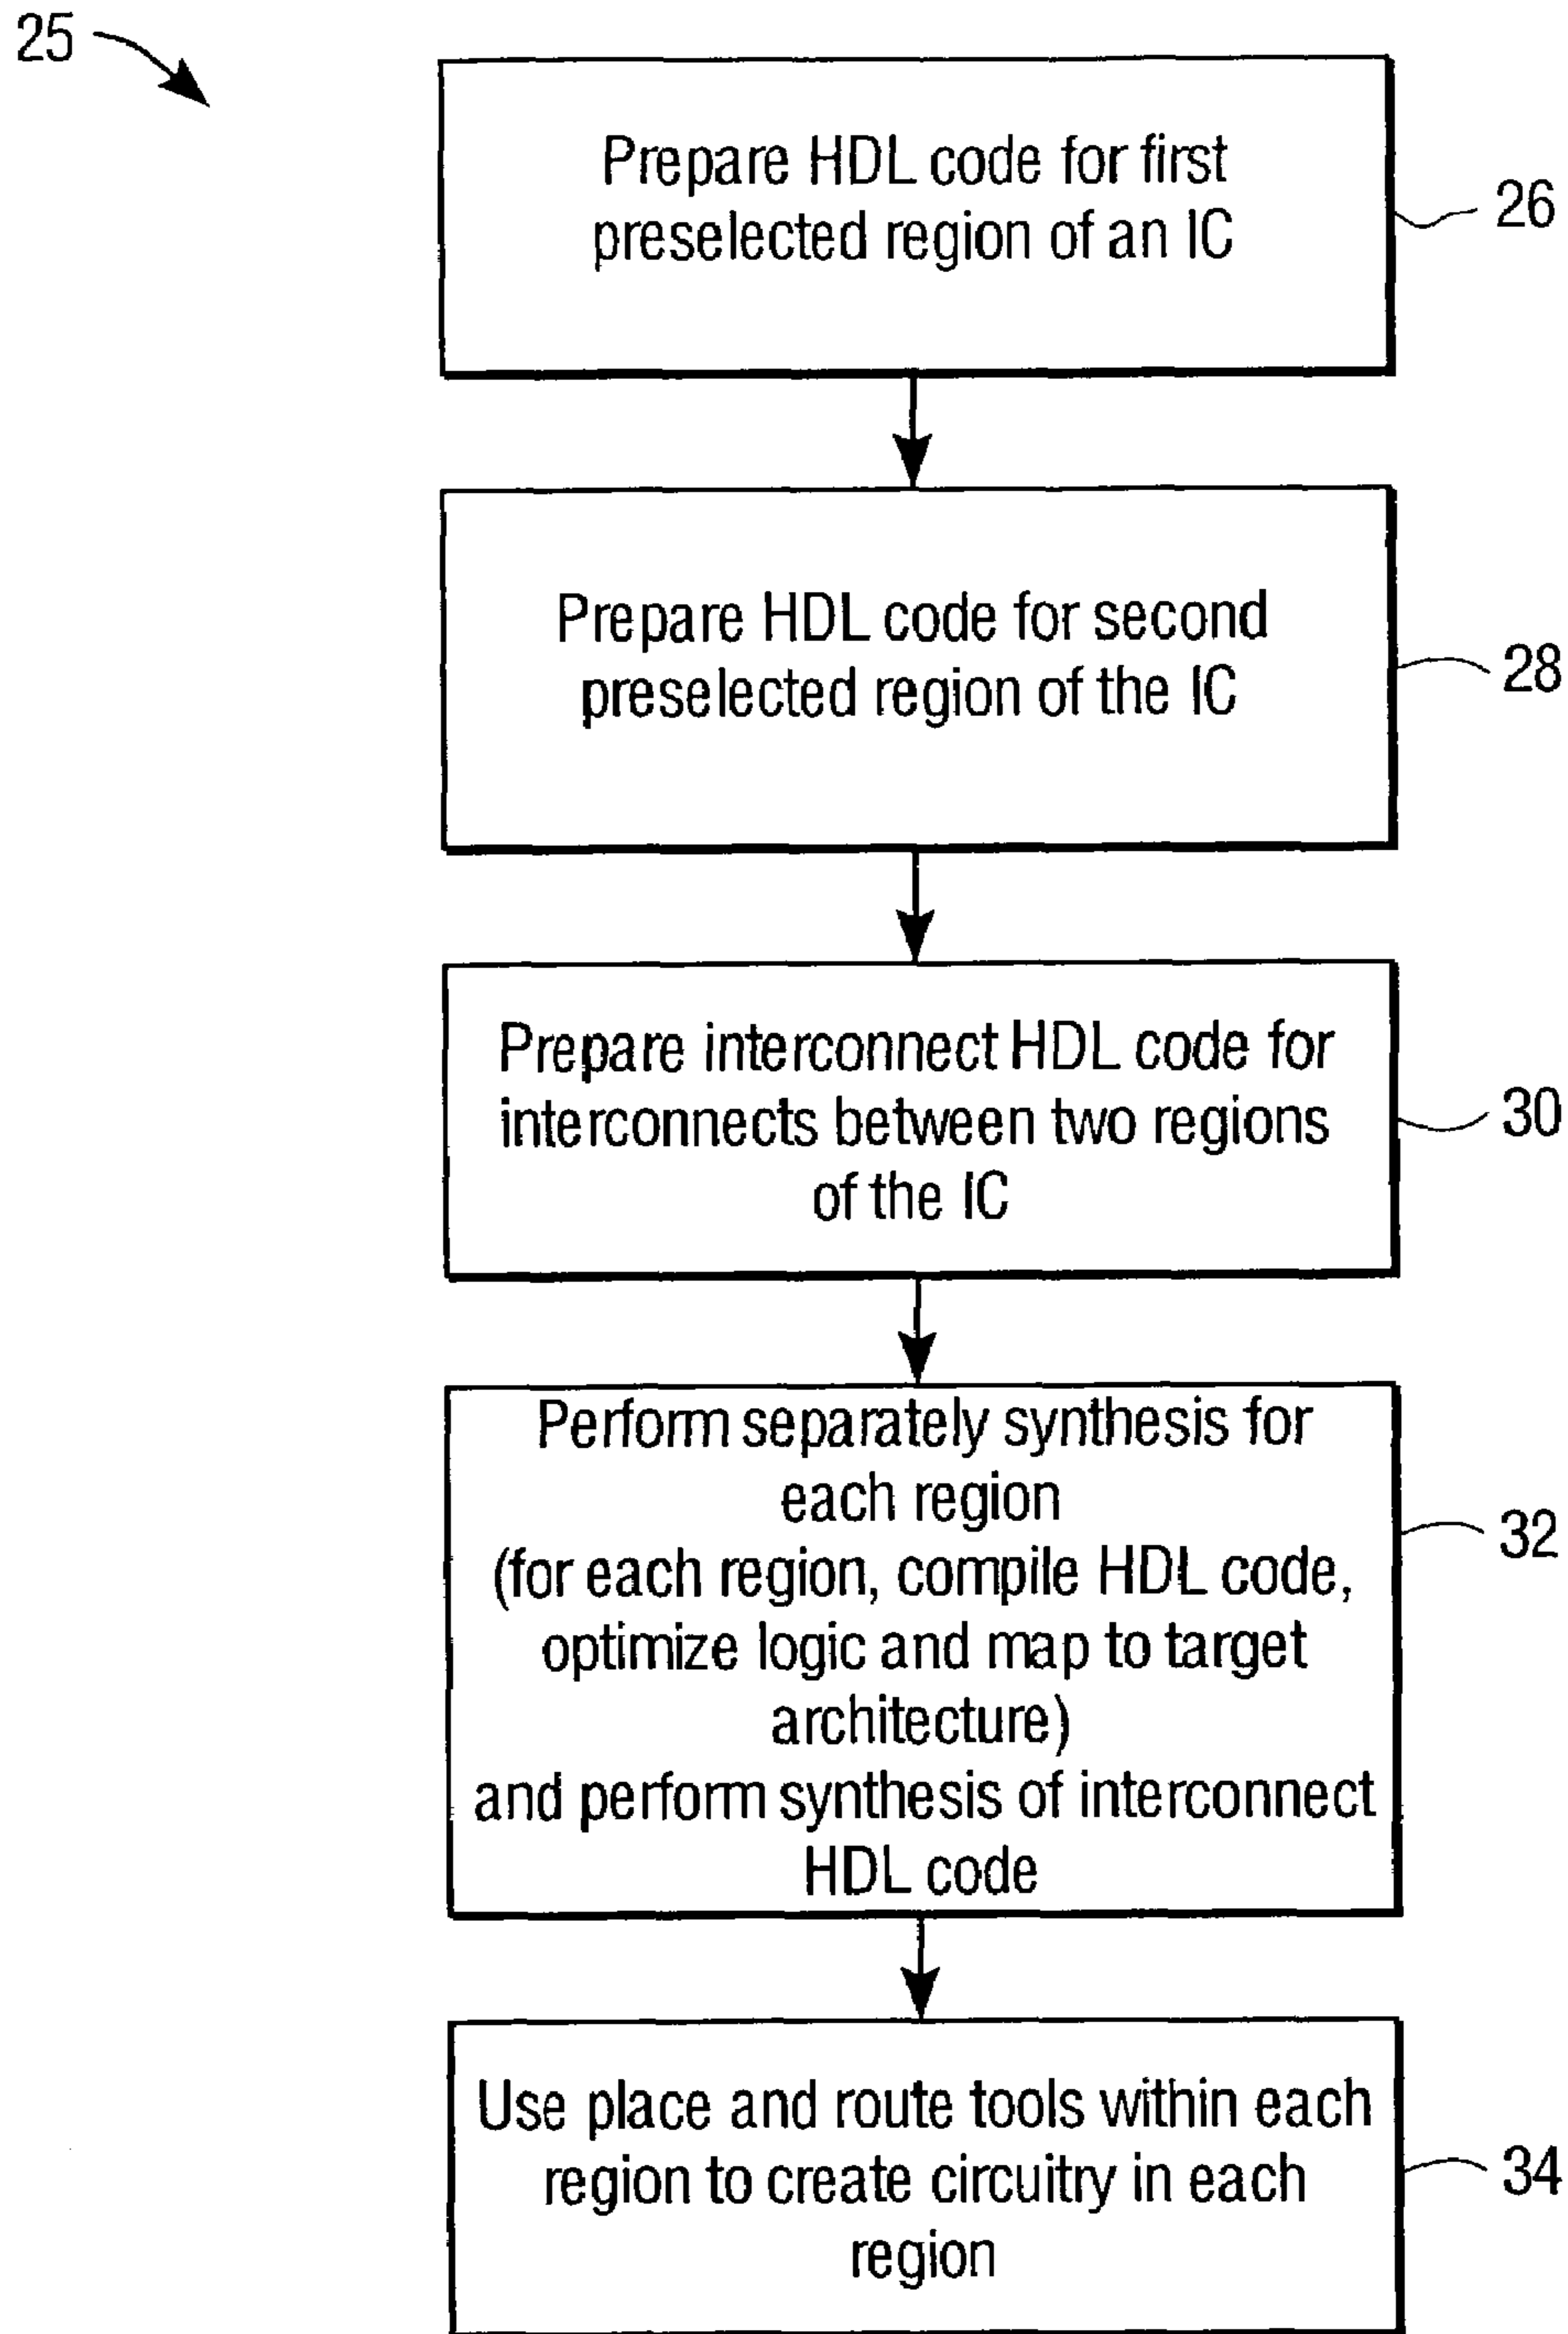 25
Prepare HDL code for first
preselected region of an IC
26
Prepare HDL code for second
preselected region of the IC
28
Prepare interconnect HDL code for
interconnects between two regions
of the IC
30
Perform separately synthesis for
each region
(for each region, compile HDL code,
optimize logic and map to target
architecture)
and perform synthesis of interconnect
HDL code
32
Use place and route tools within each
region to create circuitry in each
region
34